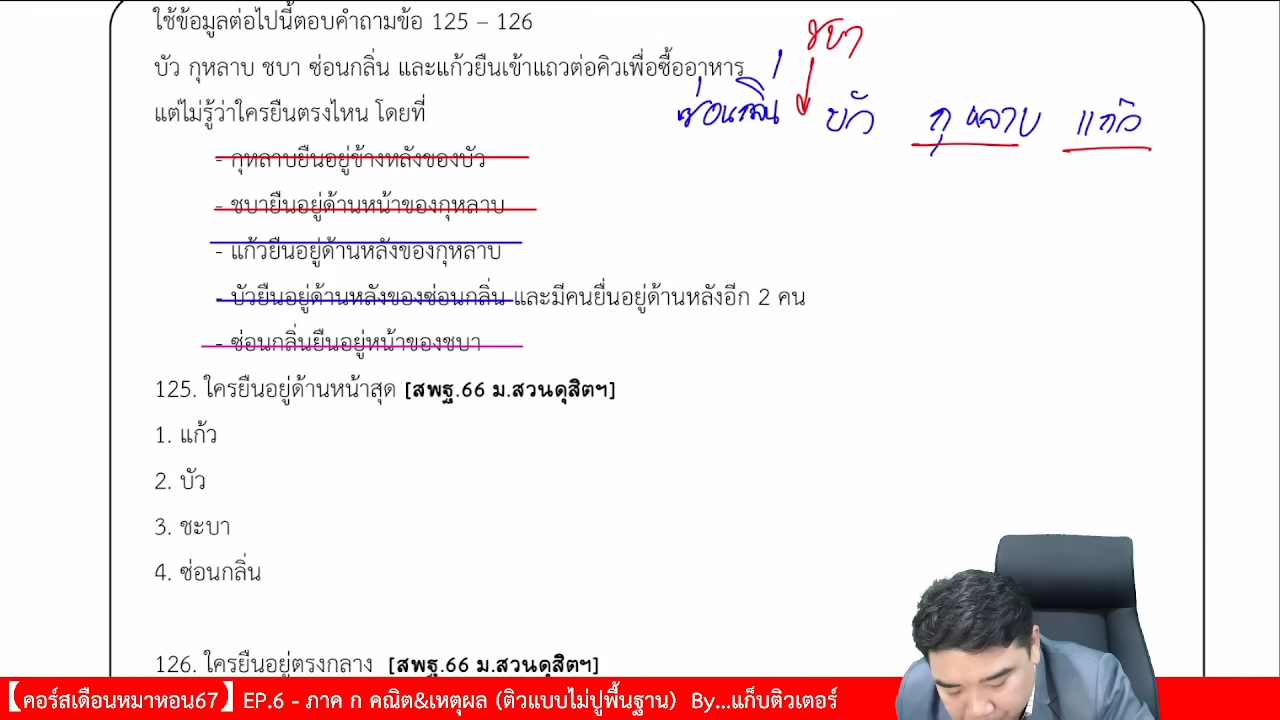 ใช้ข้อมูลต่อไปนี้ตอบคำถามข้อ 125 – 126
บัว กุหลาบ ชบา ซ่อนกลิ่น และแก้วยืนเข้าแถวต่อคิวเพื่อซื้ออาหาร
แต่ไม่รู้ว่าใครยืนตรงไหน โดยที่
ชบา
ซ่อนกลิ่น บัว กุหลาบ แก้ว
- กุหลาบยืนอยู่ข้างหลังของบัว
- ชบายืนอยู่ด้านหน้าของกุหลาบ
- แก้วยืนอยู่ด้านหลังของกุหลาบ
- บัวยืนอยู่ด้านหลังของซ่อนกลิ่น และมีคนยื่นอยู่ด้านหลังอีก 2 คน
- ซ่อนกลิ่นยืนอยู่หน้าของชบา
125. ใครยืนอยู่ด้านหน้าสุด [สพฐ.66 ม.สวนดุสิตฯ]
1. แก้ว
2. บัว
3. ชะบา
4. ซ่อนกลิ่น
126. ใครยืนอยู่ตรงกลาง [สพฐ.66 ม.สวนดุสิตฯ]
【คอร์สเดือนหมาหอน67】 EP.6 - ภาค ก คณิต&เหตุผล (ติวแบบไม่ปูพื้นฐาน) By...แก็บติวเตอร์